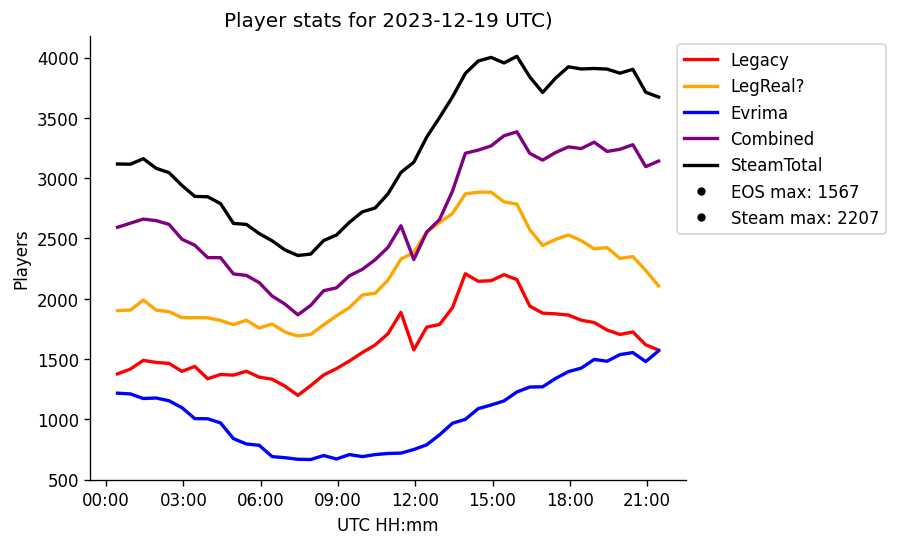 Player stats for 2023-12-19 UTC)
Legacy
LegReal?
Evrima
Combined
SteamTotal
EOS max: 1567
Steam max: 2207
Players
4000
3500
3000
2500
2000
1500
1000
500
00:00 03:00 06:00 09:00 12:00 15:00 18:00 21:00
UTC HH:mm